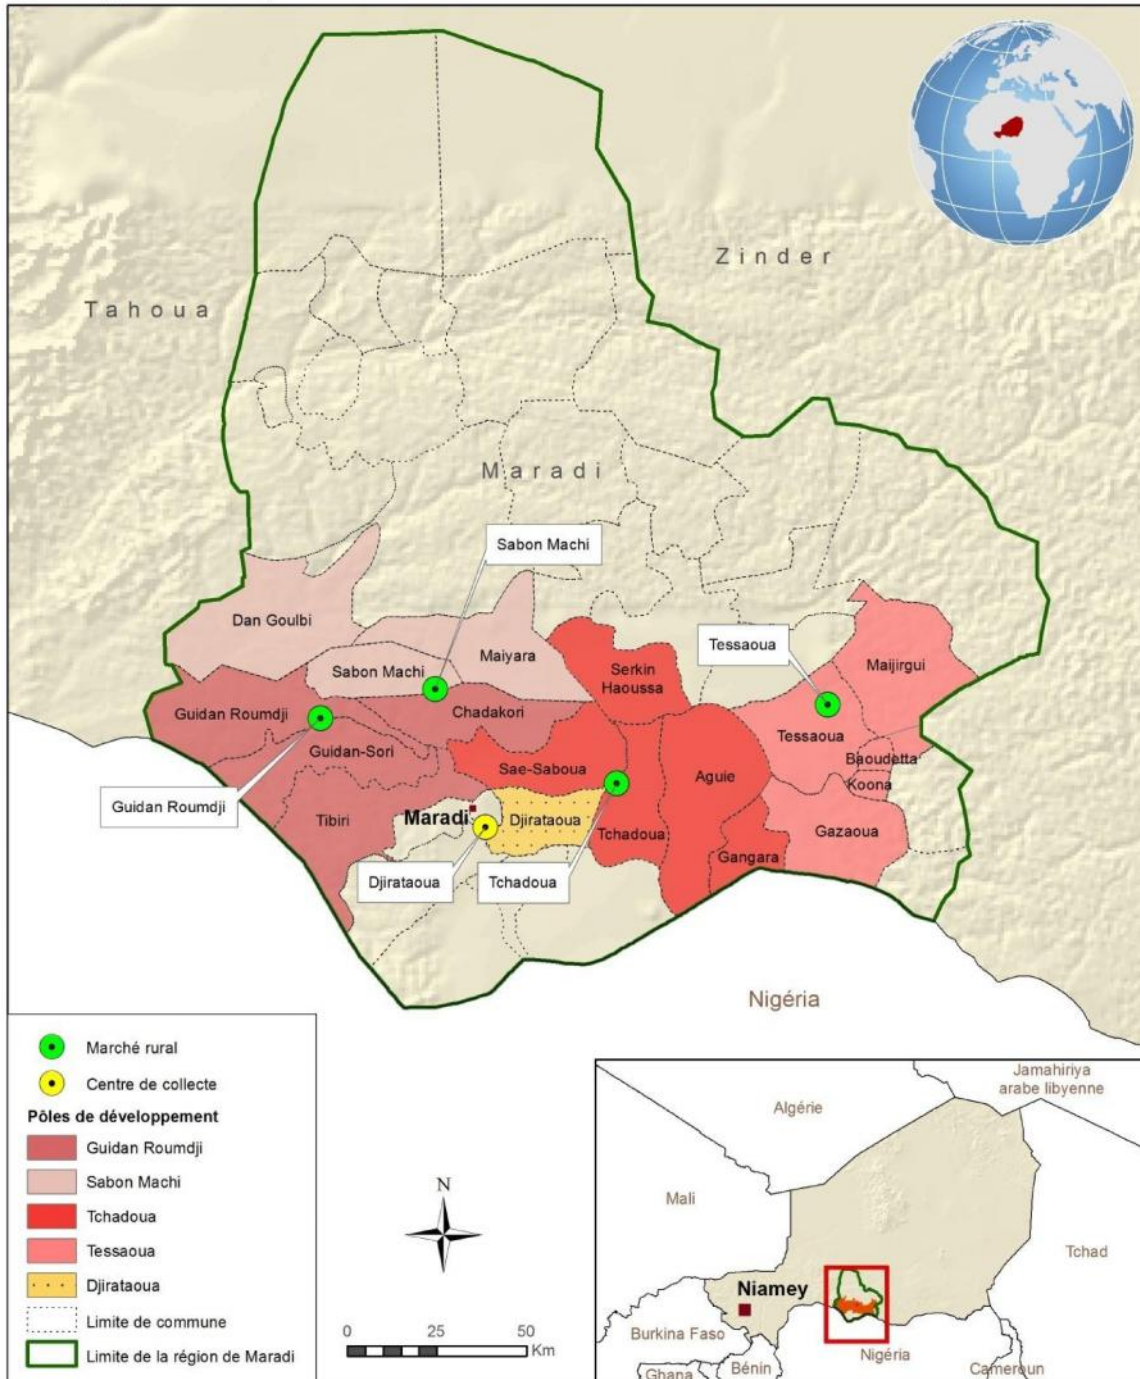 Zinder
Tahoua
Maradi
Sabon Machi
Dan Goulbi
Tessaoua
Maiyara
Sabon Machi
Serkin
Haoussa
Maijirgui
Guidan Roumdji
Chadakori
Tessaoua
Guidan-Sori
Baoudetta
Sae-Saboua
Aguie
Koona
Guidan Roumdji
Tibiri
Maradi
Djirataoua
Tchadoua
Gazaoua
Gangara
Djirataoua
Tchadoua
Nigéria
Marché rural
Centre de collecte
Pôles de développement
Guidan Roumdji
Sabon Machi
Tchadoua
Tessaoua
Djirataoua
Limite de commune
Limite de la région de Maradi
N
0 25 50
Km
Jamahiriya
arabe libyenne
Algérie
Mali
Tchad
Niamey
Burkina Faso
Nigéria
Bénin
Ghana
Cameroun